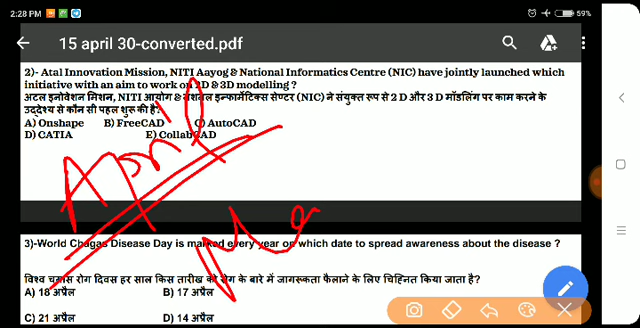 2:28 PM
59%
15 april 30-converted.pdf
2)- Atal Innovation Mission, NITI Aayog & National Informatics Centre (NIC) have jointly launched which
initiative with an aim to work on 2D & 3D modelling ?
अटल इनोवेशन मिशन, NITI आयोग & नेशनल इन्फार्मेटिक्स सेण्टर (NIC) ने संयुक्त रूप से 2 D और 3 D मॉडलिंग पर काम करने के
उद्देश्य से कौन सी पहल शुरू की है?
A) Onshape B) FreeCAD C) AutoCAD
D) CATIA E) CollabCAD
April
3)-World Chagas Disease Day is marked every year on which date to spread awareness about the disease ?
विश्व चगास रोग दिवस हर साल किस तारीख को रोग के बारे में जागरूकता फैलाने के लिए चिह्नित किया जाता है?
A) 18 अप्रैल B) 17 अप्रैल
C) 21 अप्रैल D) 14 अप्रैल